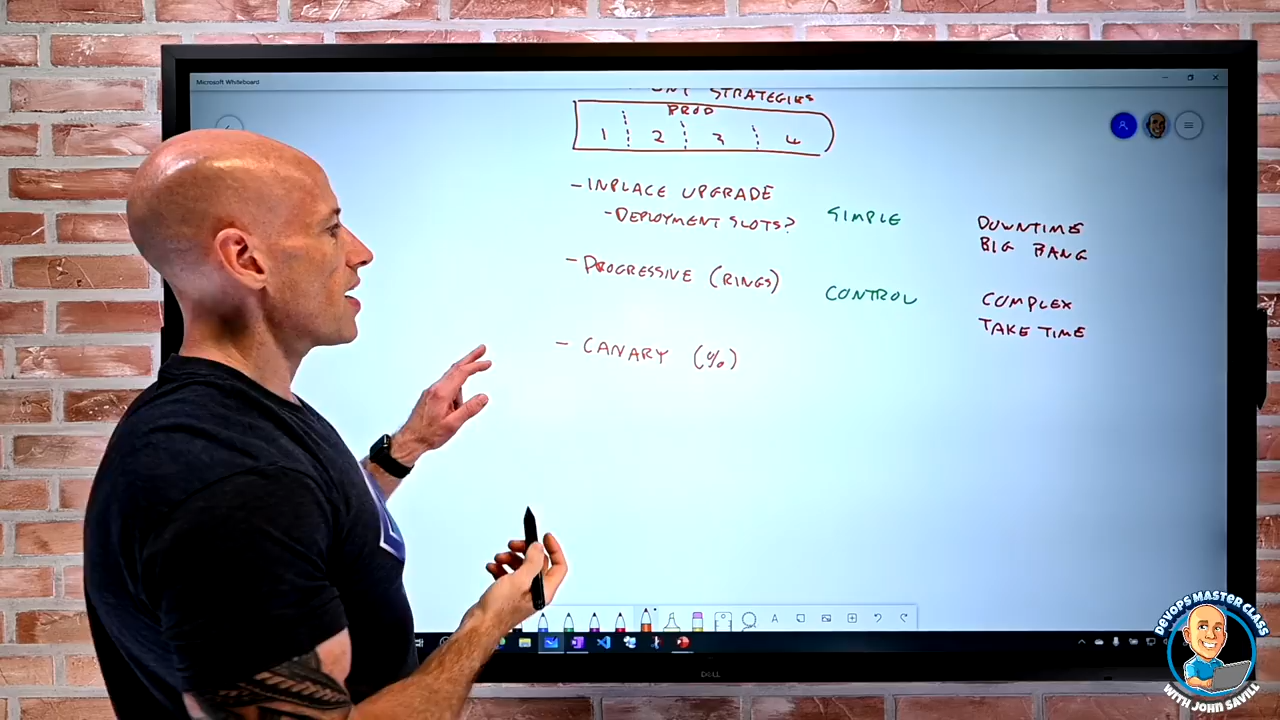 Microsoft Whiteboard
STRATEGIES
PROD
1 2 3 4
- INPLACE UPGRADE
- DEPLOYMENT SLOTS?
SIMPLE
DOWNTIME
BIG BANG
- PROGRESSIVE (RINGS)
CONTROL
COMPLEX
TAKE TIME
- CANARY (%)
DELL
DEVOPS MASTER CLASS
WITH JOHN SAVILL